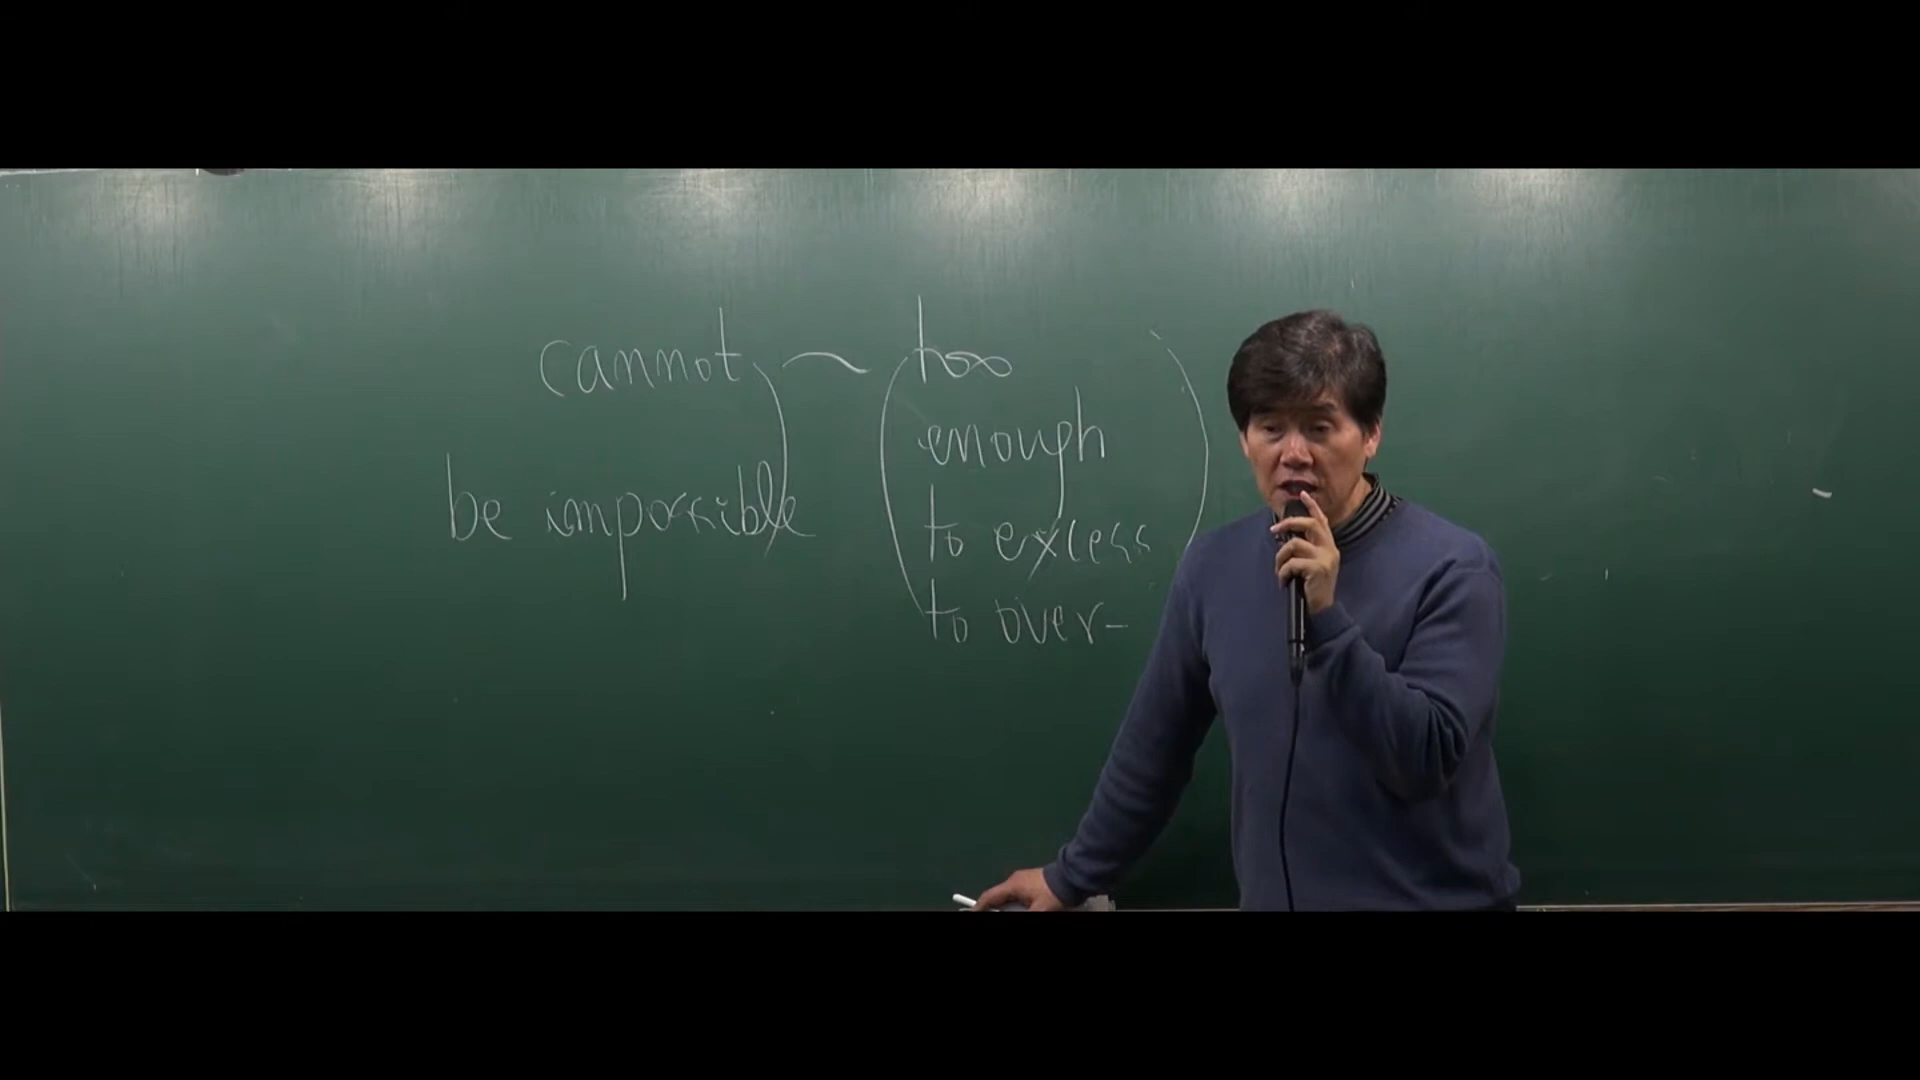 cannot ~ too
enough
be impossible
to excess
to over-